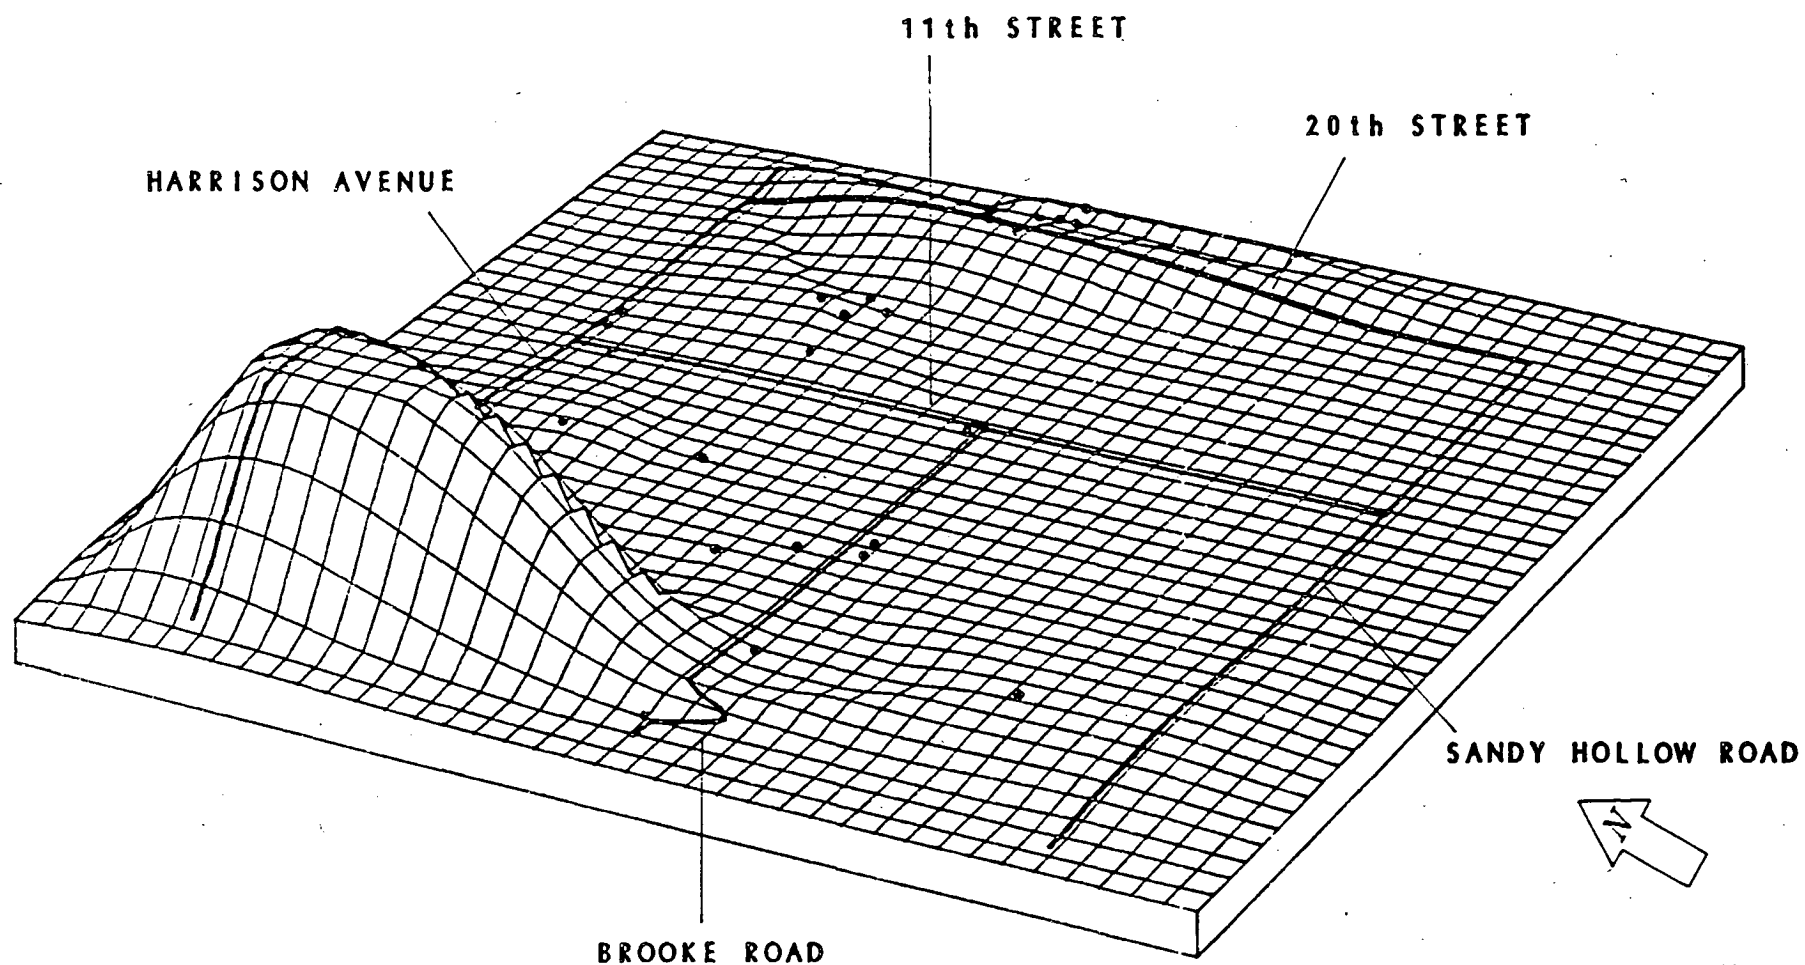 11th STREET
20th STREET
HARRISON AVENUE
SANDY HOLLOW ROAD
N
BROOKE ROAD